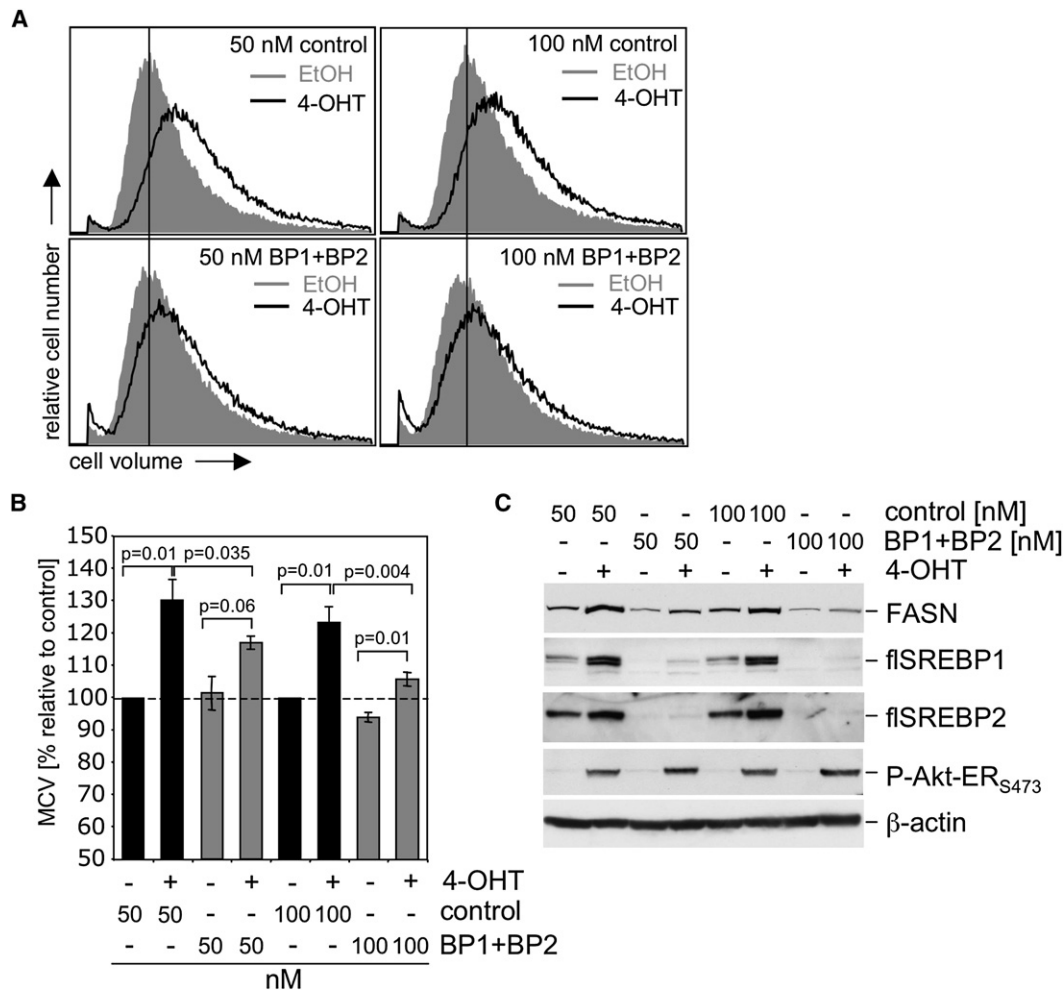 A
50 nM control
EtOH
4-OHT
100 nM control
EtOH
4-OHT
50 nM BP1+BP2
EtOH
4-OHT
100 nM BP1+BP2
EtOH
4-OHT
relative cell number
cell volume
B
MCV [% relative to control]
150
140
130
120
110
100
90
80
70
60
50
p=0.01
p=0.035
p=0.06
p=0.01
p=0.004
p=0.01
- + - + - + - + 4-OHT
50 50 - - 100 100 - - control
- - 50 50 - - 100 100 BP1+BP2
nM
C
50 50 - - 100 100 - - control [nM]
- - 50 50 - - 100 100 BP1+BP2 [nM]
- + - + - + - + 4-OHT
FASN
flSREBP1
flSREBP2
P-Akt-ERS473
β-actin